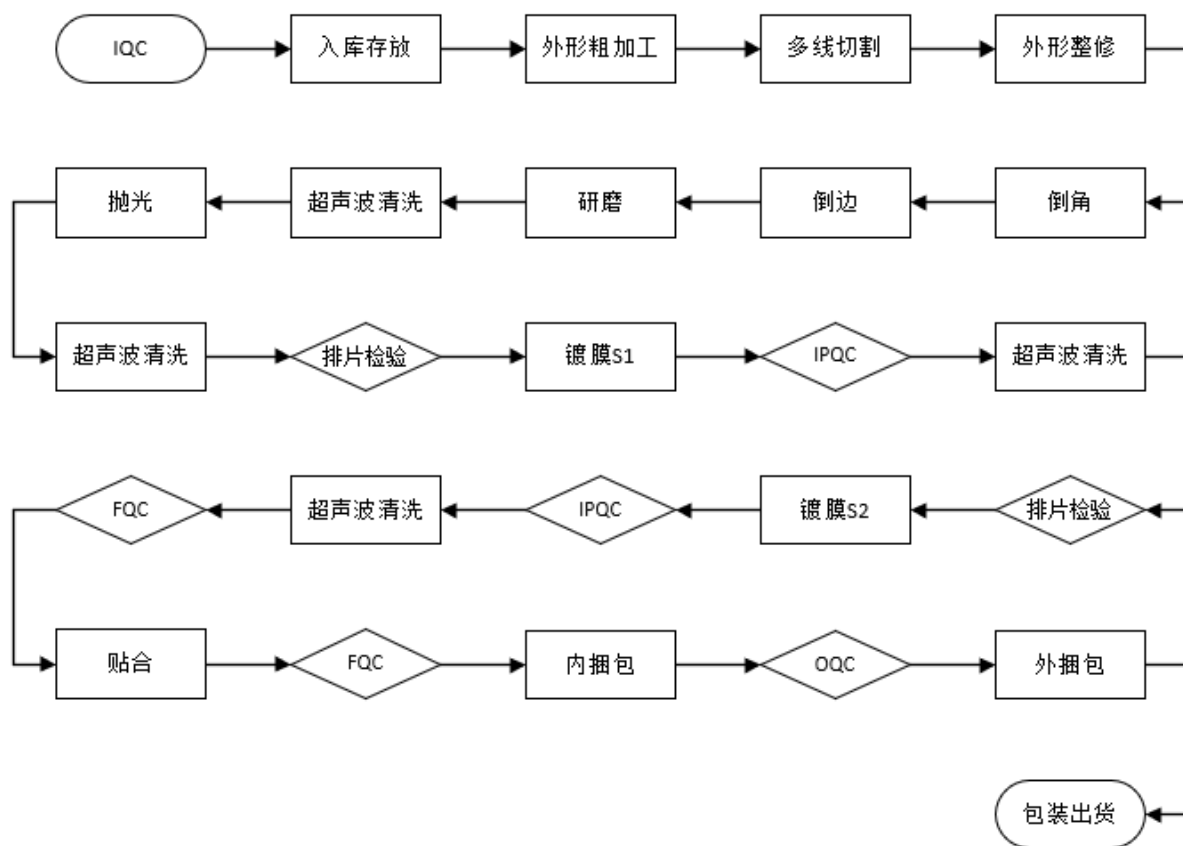 IQC
入库存放
外形粗加工
多线切割
外形整修
抛光
超声波清洗
研磨
倒边
倒角
超声波清洗
排片检验
镀膜S1
IPQC
超声波清洗
FQC
超声波清洗
IPQC
镀膜S2
排片检验
贴合
FQC
内捆包
OQC
外捆包
包装出货